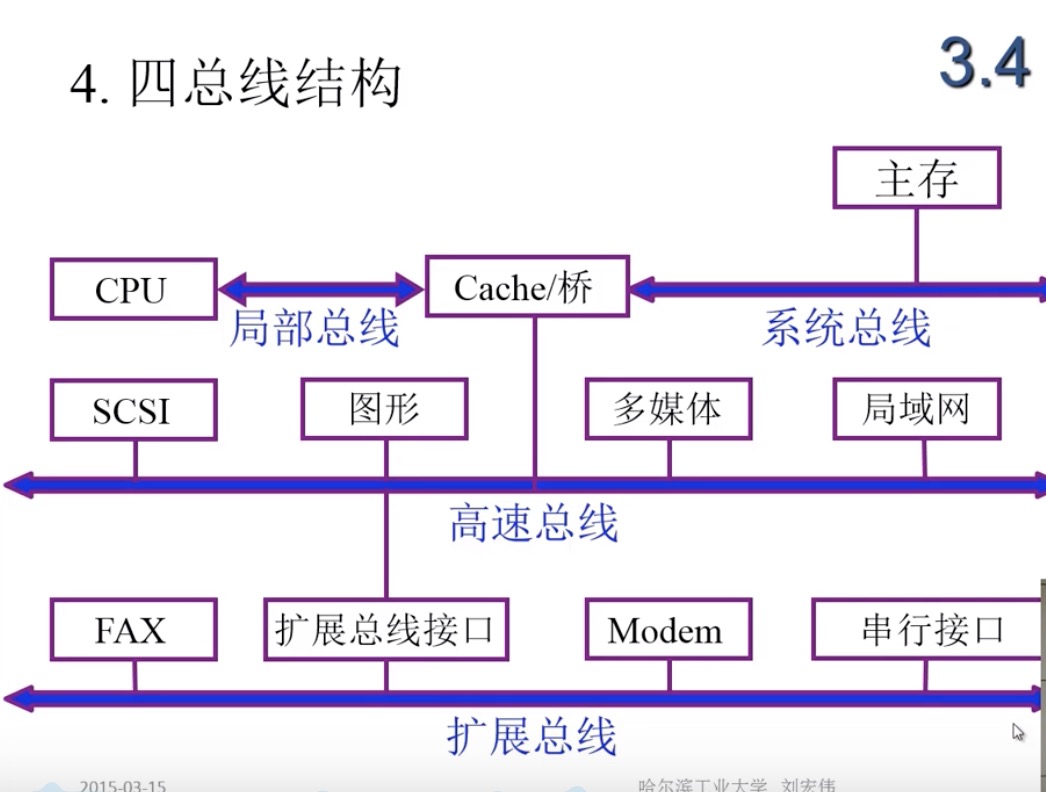 3.4
4. 四总线结构
主存
CPU
Cache/桥
局部总线
系统总线
SCSI
图形
多媒体
局域网
高速总线
FAX
扩展总线接口
Modem
串行接口
扩展总线
2015-03-15
哈尔滨工业大学 刘宏伟